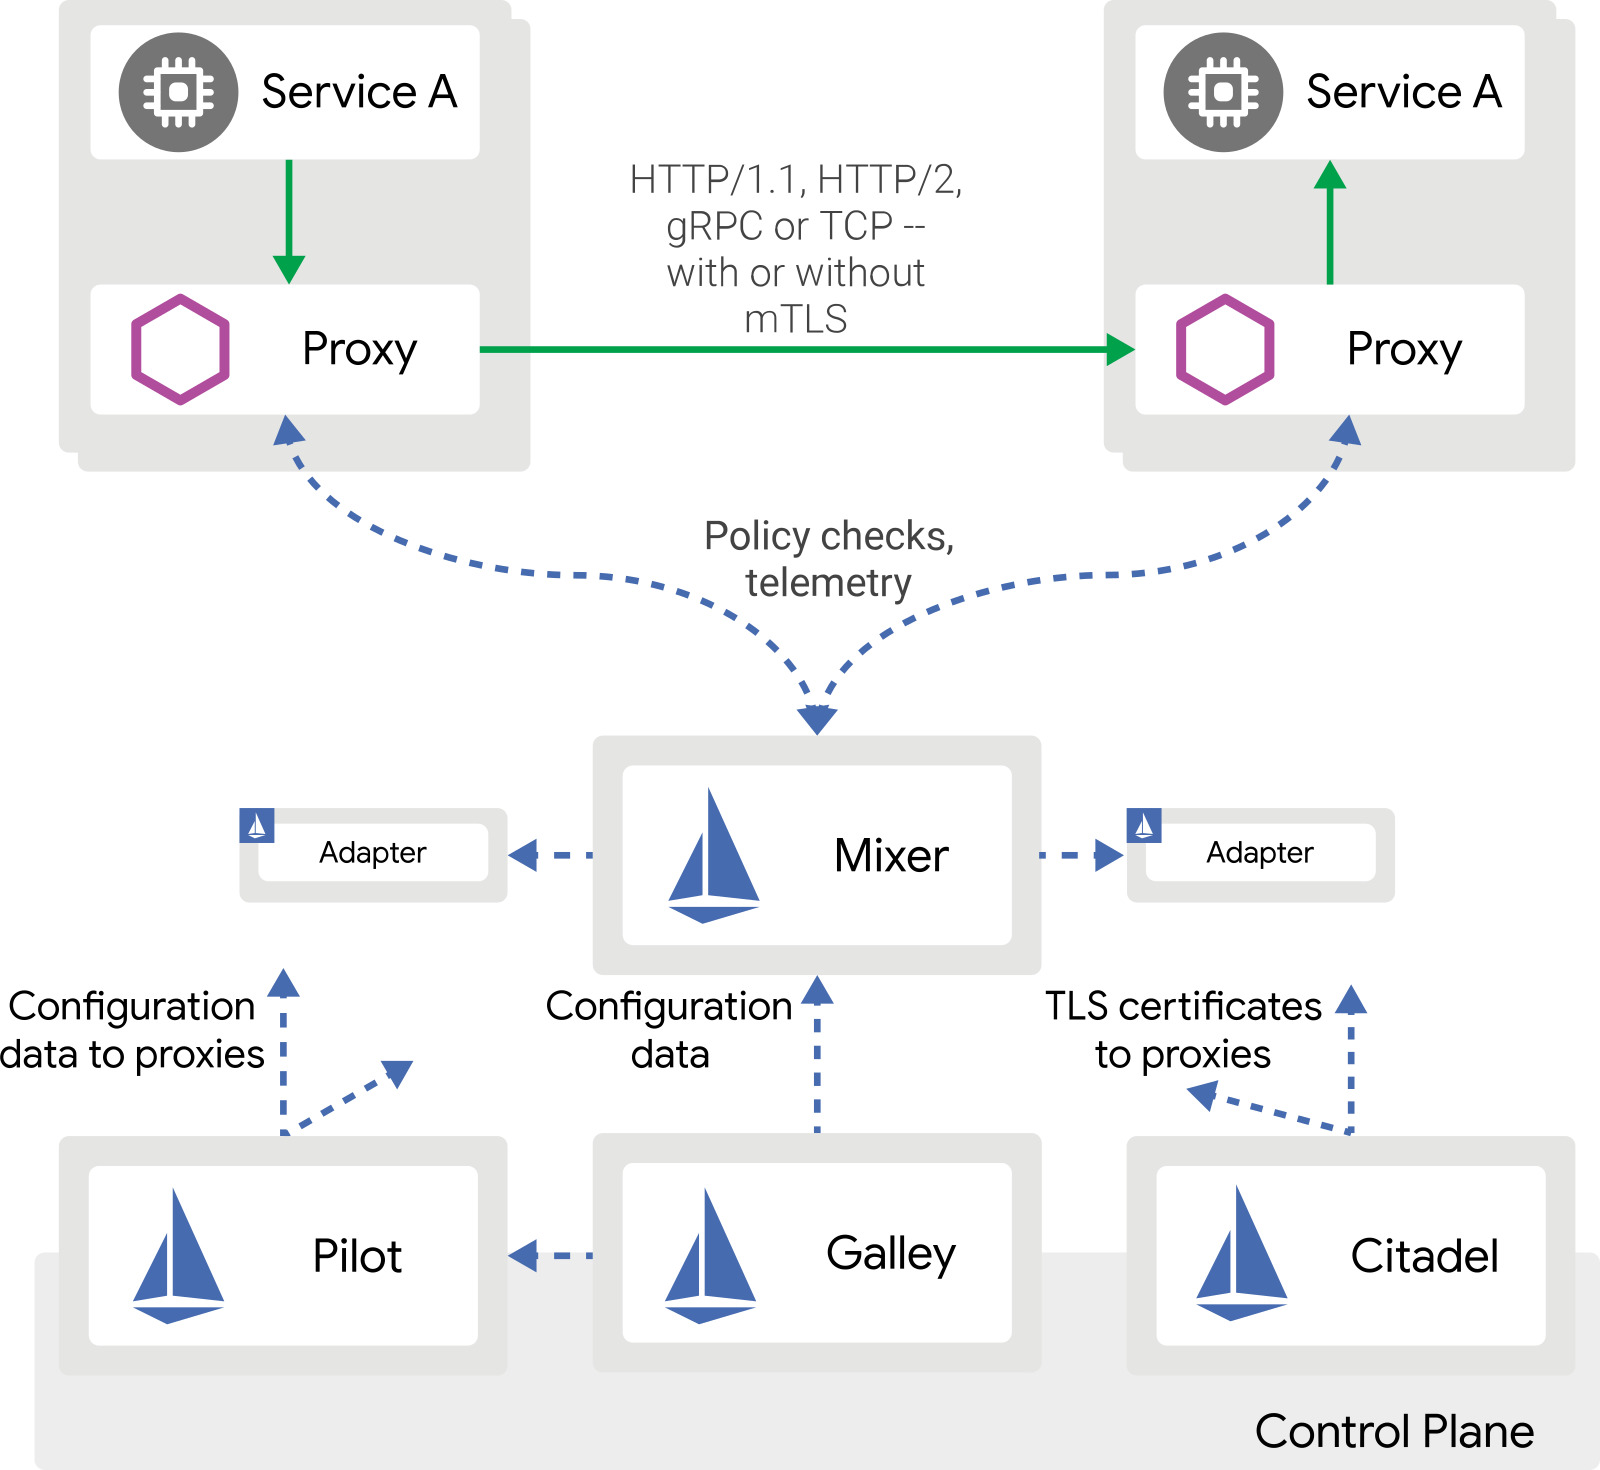 Service A
Service A
HTTP/1.1, HTTP/2,
gRPC or TCP --
with or without
mTLS
Proxy
Proxy
Policy checks,
telemetry
Mixer
Adapter
Adapter
Configuration
data to proxies
Configuration
data
TLS certificates
to proxies
Pilot
Galley
Citadel
Control Plane